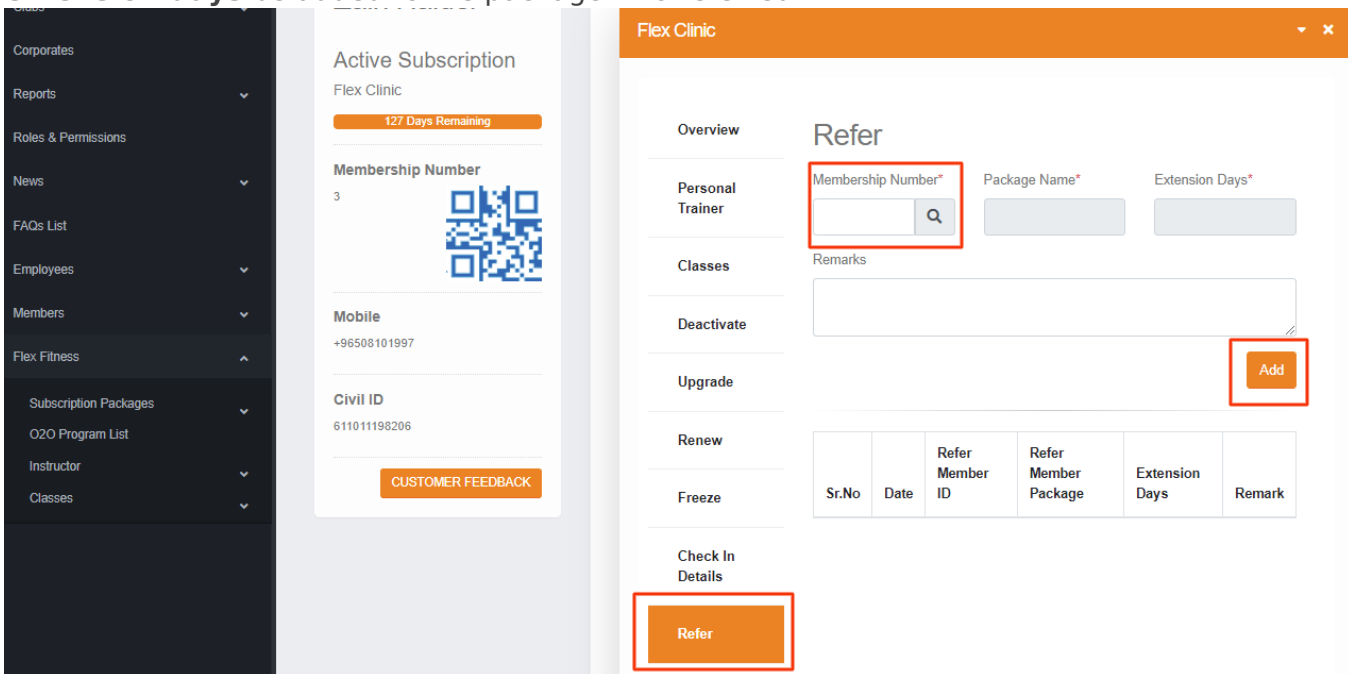 Corporates
Reports
Roles & Permissions
News
FAQs List
Employees
Members
Flex Fitness
Subscription Packages
O2O Program List
Instructor
Classes
Active Subscription
Flex Clinic
127 Days Remaining
Membership Number
3
Mobile
+96508101997
Civil ID
611011198206
CUSTOMER FEEDBACK
Flex Clinic
Overview
Personal
Trainer
Classes
Deactivate
Upgrade
Renew
Freeze
Check In
Details
Refer
Refer
Membership Number* Package Name* Extension Days*
Remarks
Add
Sr.No Date Refer Member ID Refer Member Package Extension Days Remark